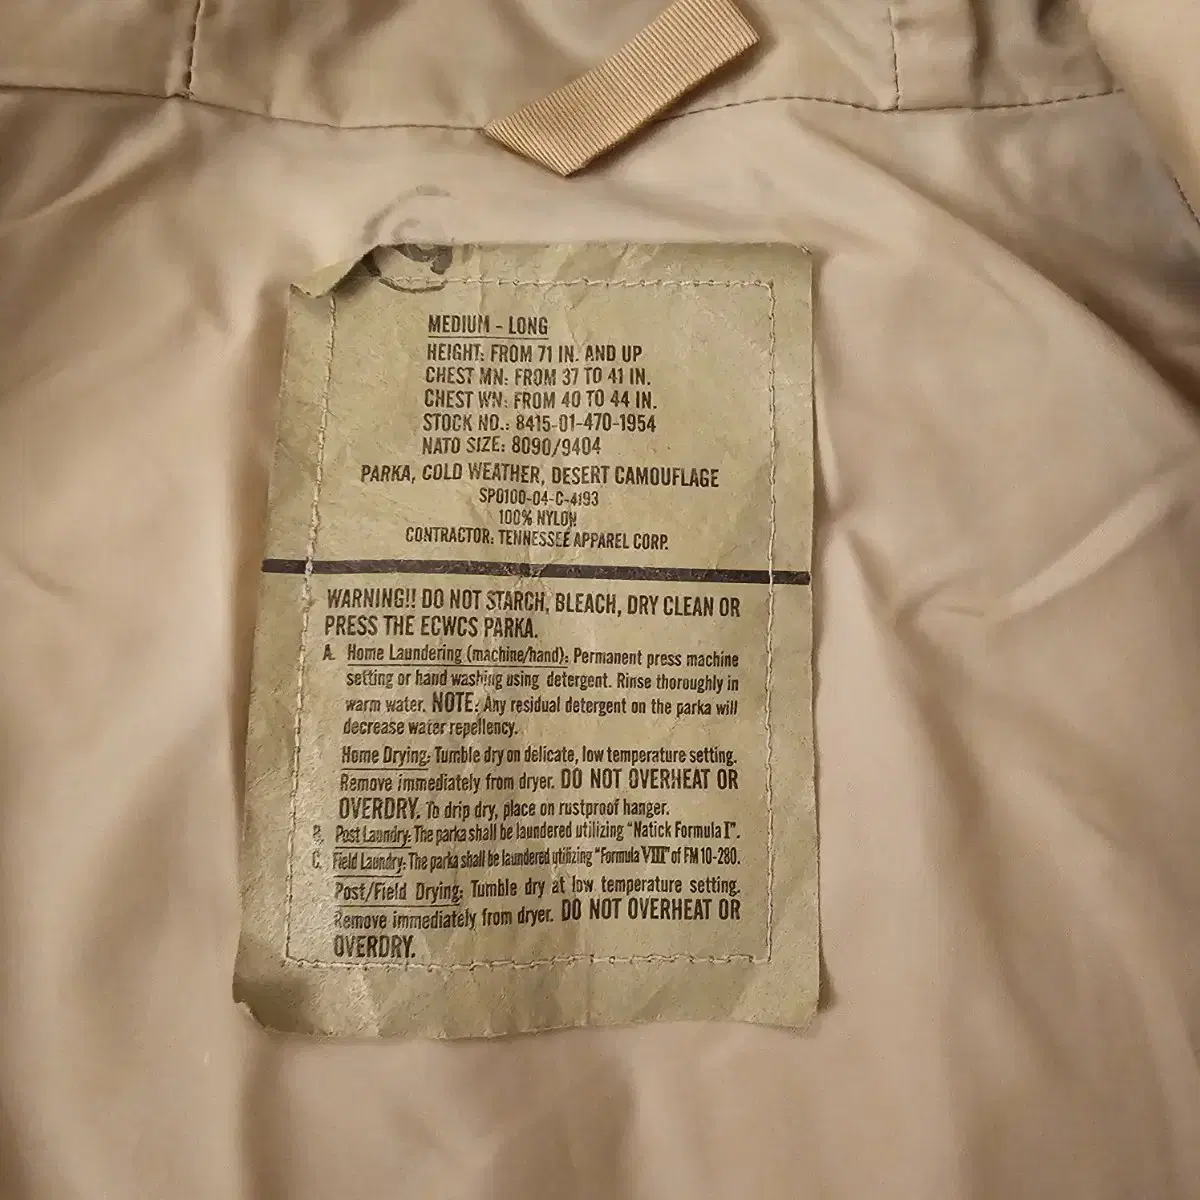 MEDIUM - LONG
HEIGHT: FROM 71 IN. AND UP
CHEST MN: FROM 37 TO 41 IN.
CHEST WN: FROM 40 TO 44 IN.
STOCK NO.: 8415-01-470-1954
NATO SIZE: 8090/9404
PARKA, COLD WEATHER, DESERT CAMOUFLAGE
SP0100-04-C-4193
100% NYLON
CONTRACTOR: TENNESSEE APPAREL CORP.
WARNING!! DO NOT STARCH, BLEACH, DRY CLEAN OR
PRESS THE ECWCS PARKA.
A. Home Laundering (machine/hand): Permanent press machine
setting or hand washing using detergent. Rinse thoroughly in
warm water. NOTE: Any residual detergent on the parka will
decrease water repellency.
Home Drying: Tumble dry on delicate, low temperature setting.
Remove immediately from dryer. DO NOT OVERHEAT OR
OVERDRY. To drip dry, place on rustproof hanger.
B. Post Laundry: The parka shall be laundered utilizing "Natick Formula I".
C. Field Laundry: The parka shall be laundered utilizing "Formula VIII" of FM 10-280.
Post/Field Drying: Tumble dry at low temperature setting.
Remove immediately from dryer. DO NOT OVERHEAT OR
OVERDRY.